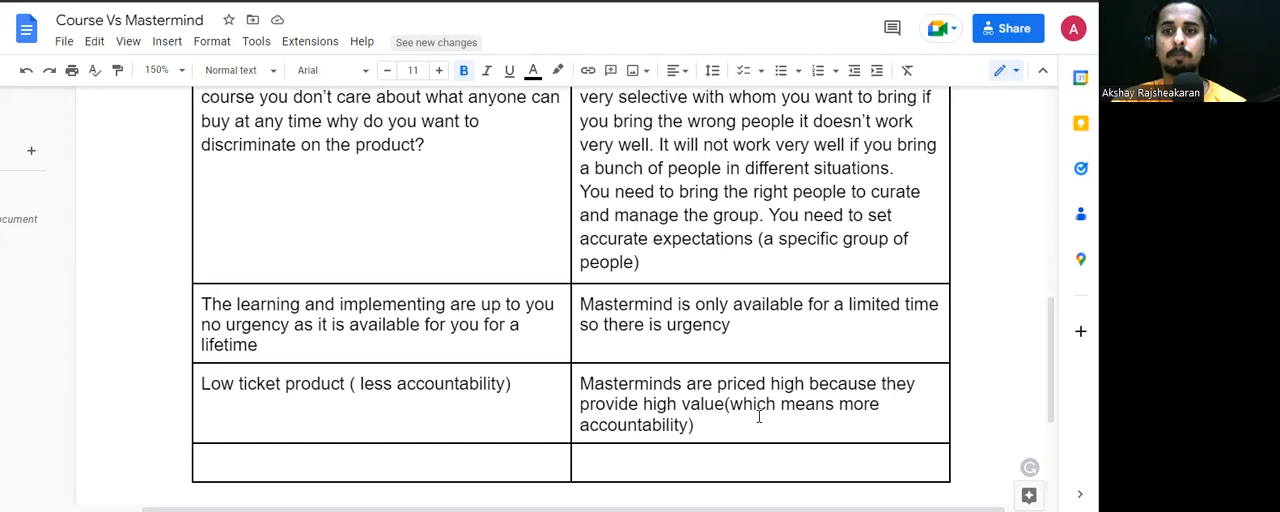 Course Vs Mastermind
File Edit View Insert Format Tools Extensions Help See new changes
Share
A
150% Normal text Arial 11 B I U A
31
Akshay Rajsheakaran
ocument
course you don't care about what anyone can
buy at any time why do you want to
discriminate on the product?
very selective with whom you want to bring if
you bring the wrong people it doesn't work
very well. It will not work very well if you bring
a bunch of people in different situations.
You need to bring the right people to curate
and manage the group. You need to set
accurate expectations (a specific group of
people)
The learning and implementing are up to you
no urgency as it is available for you for a
lifetime
Mastermind is only available for a limited time
so there is urgency
Low ticket product ( less accountability)
Masterminds are priced high because they
provide high value(which means more
accountability)